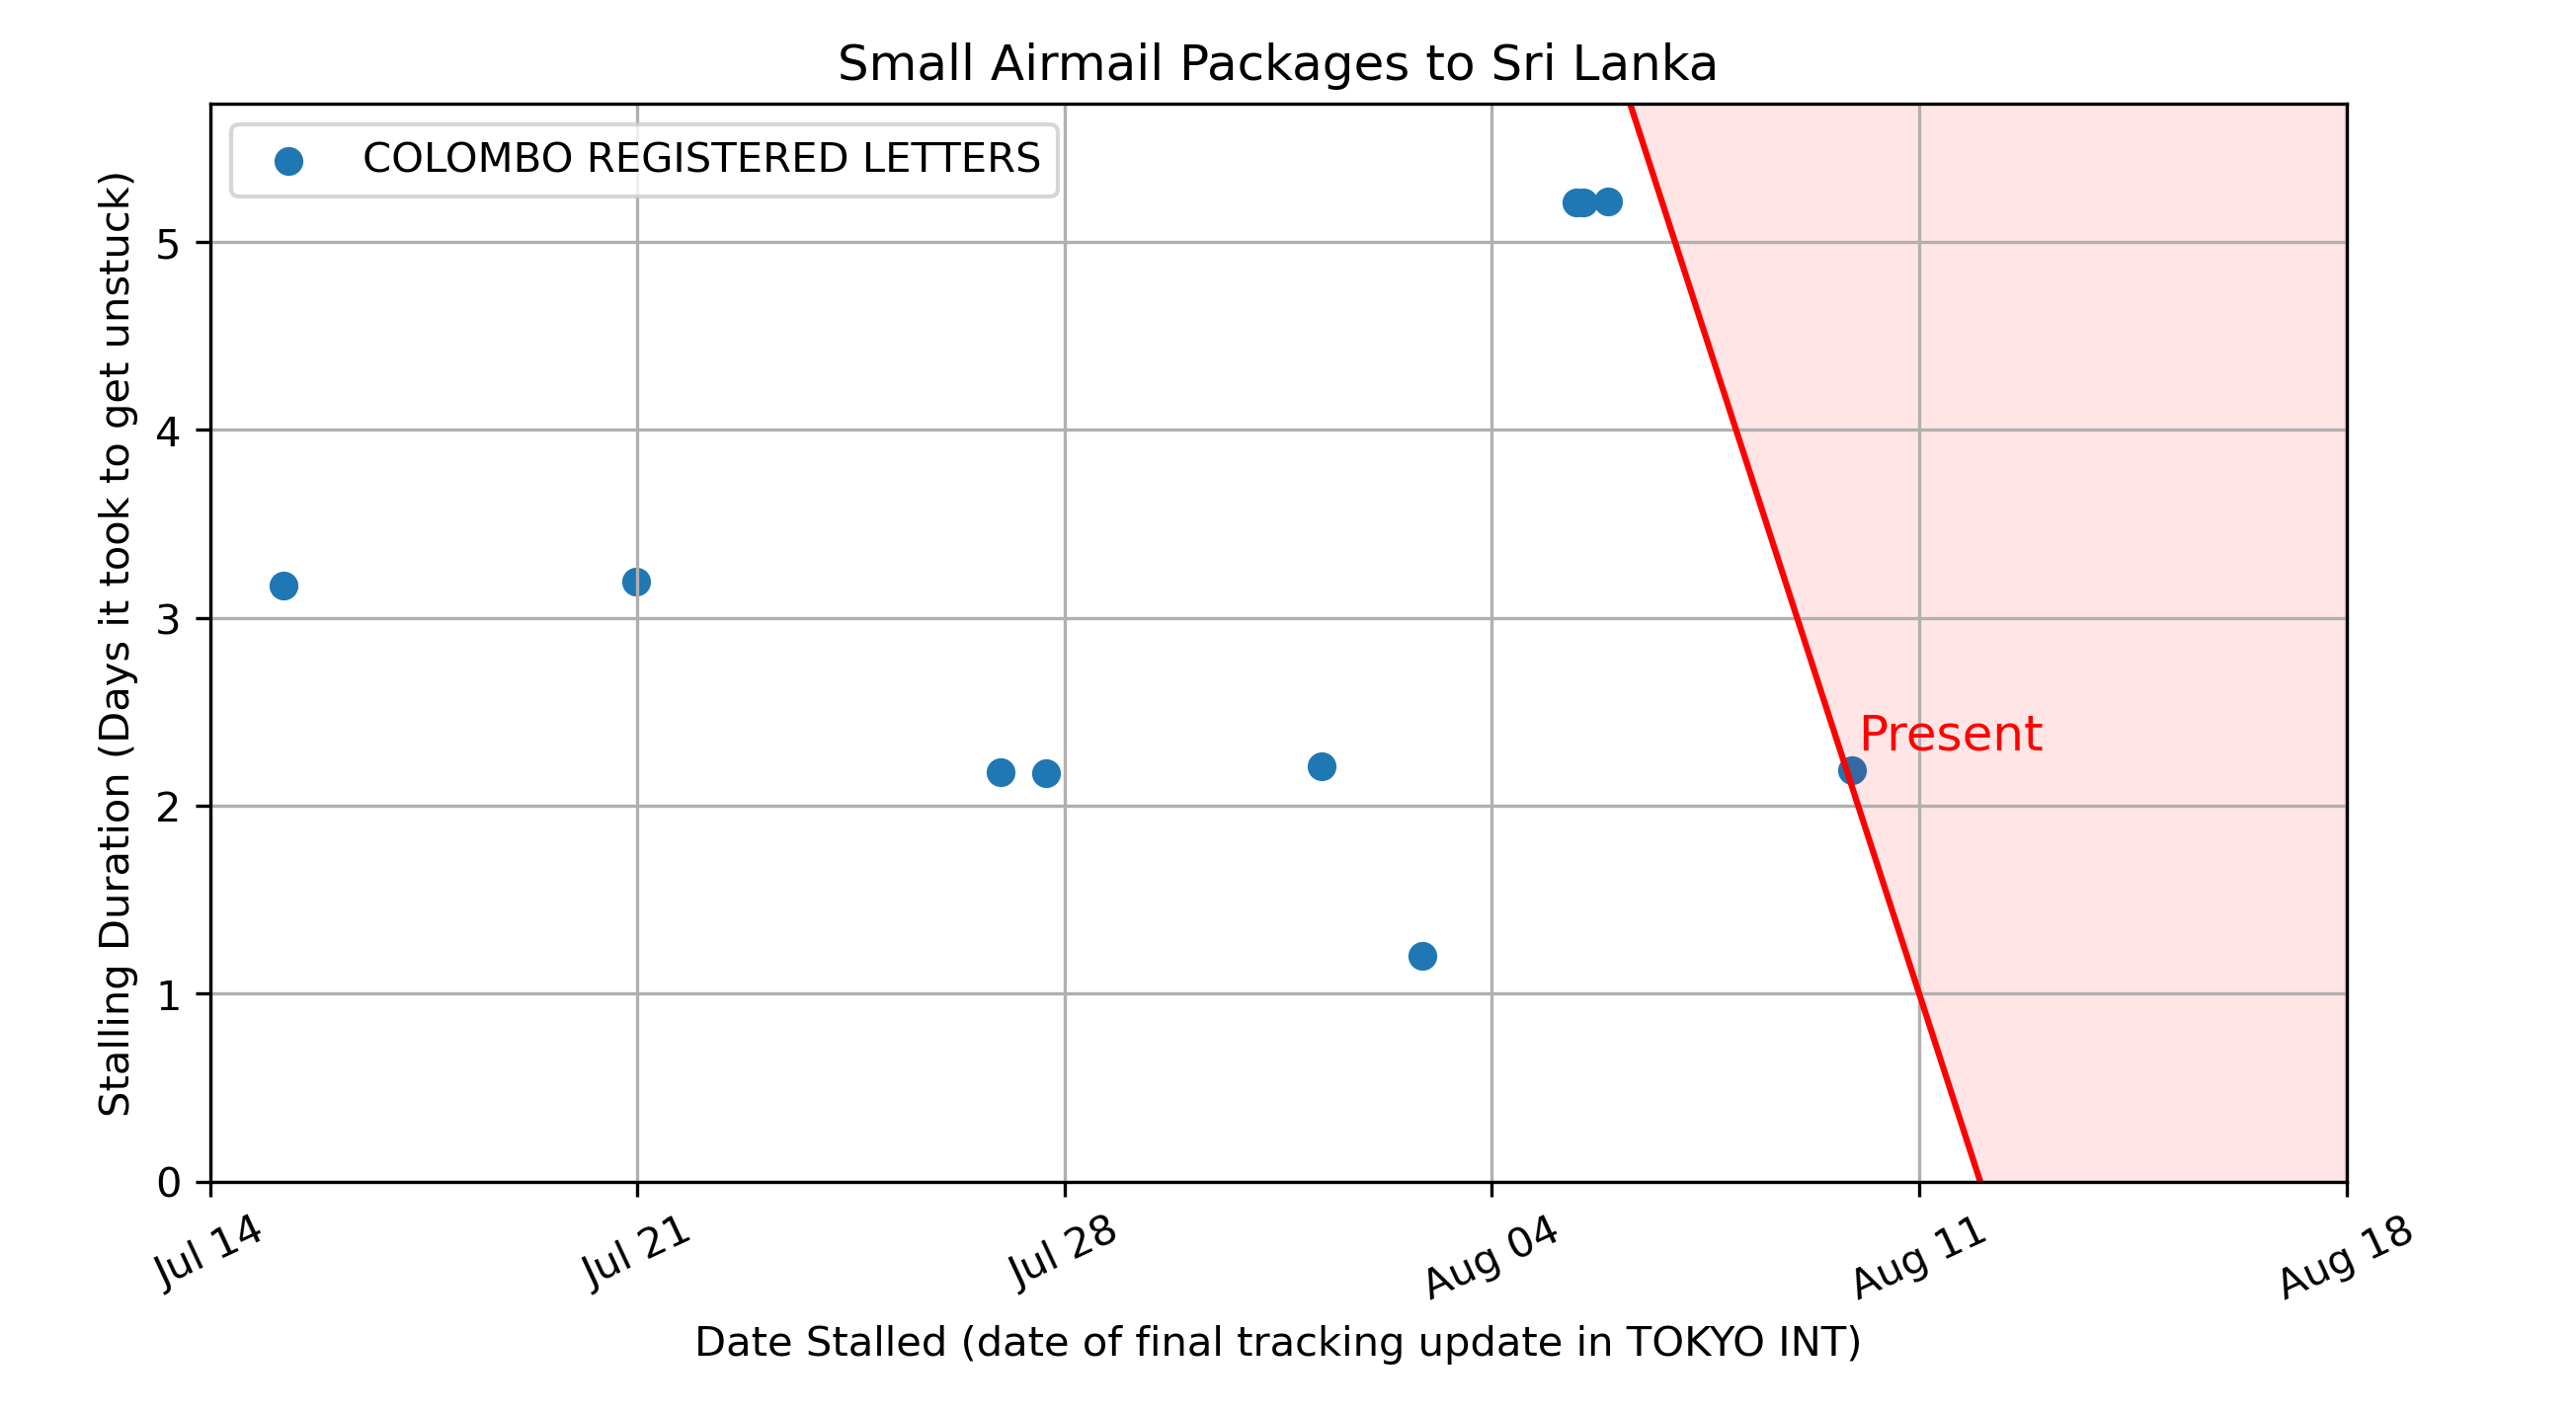 Small Airmail Packages to Sri Lanka
COLOMBO REGISTERED LETTERS
Stalling Duration (Days it took to get unstuck)
5
4
3
2
1
0
Present
Jul 14
Jul 21
Jul 28
Aug 04
Aug 11
Aug 18
Date Stalled (date of final tracking update in TOKYO INT)